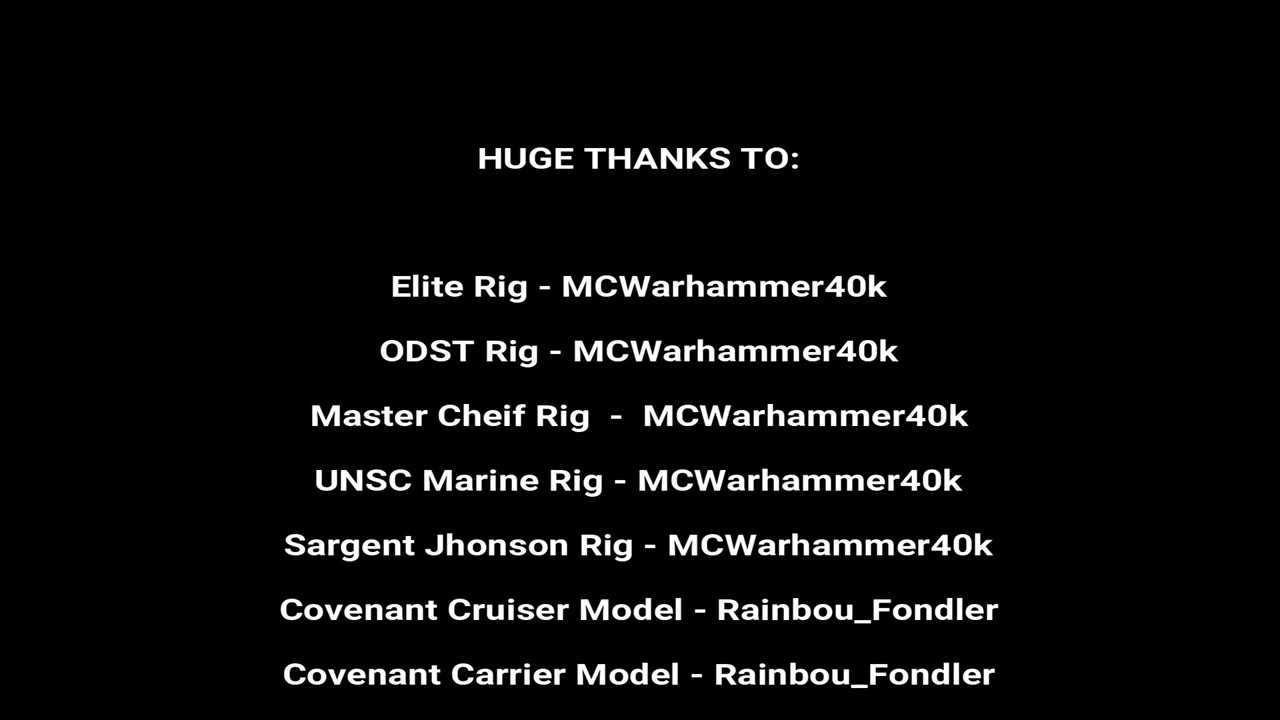 HUGE THANKS TO:
Elite Rig - MCWarhammer40k
ODST Rig - MCWarhammer40k
Master Cheif Rig  -  MCWarhammer40k
UNSC Marine Rig - MCWarhammer40k
Sargent Jhonson Rig - MCWarhammer40k
Covenant Cruiser Model - Rainbou_Fondler
Covenant Carrier Model - Rainbou_Fondler